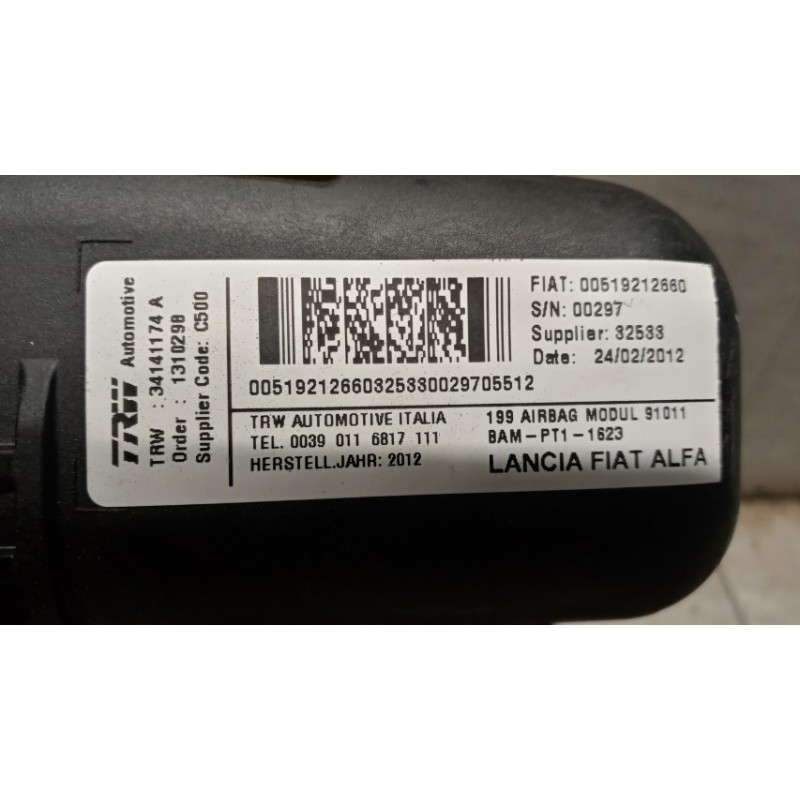 TRW Automotive
TRW : 34141174 A
Order : 1310298
Supplier Code: C500
FIAT: 00519212660
S/N: 00297
Supplier: 32533
Date: 24/02/2012
00519212660325330029705512
TRW AUTOMOTIVE ITALIA
TEL. 0039 011 6817 111
HERSTELL.JAHR: 2012
199 AIRBAG MODUL 91011
BAM-PT1-1623
LANCIA FIAT ALFA